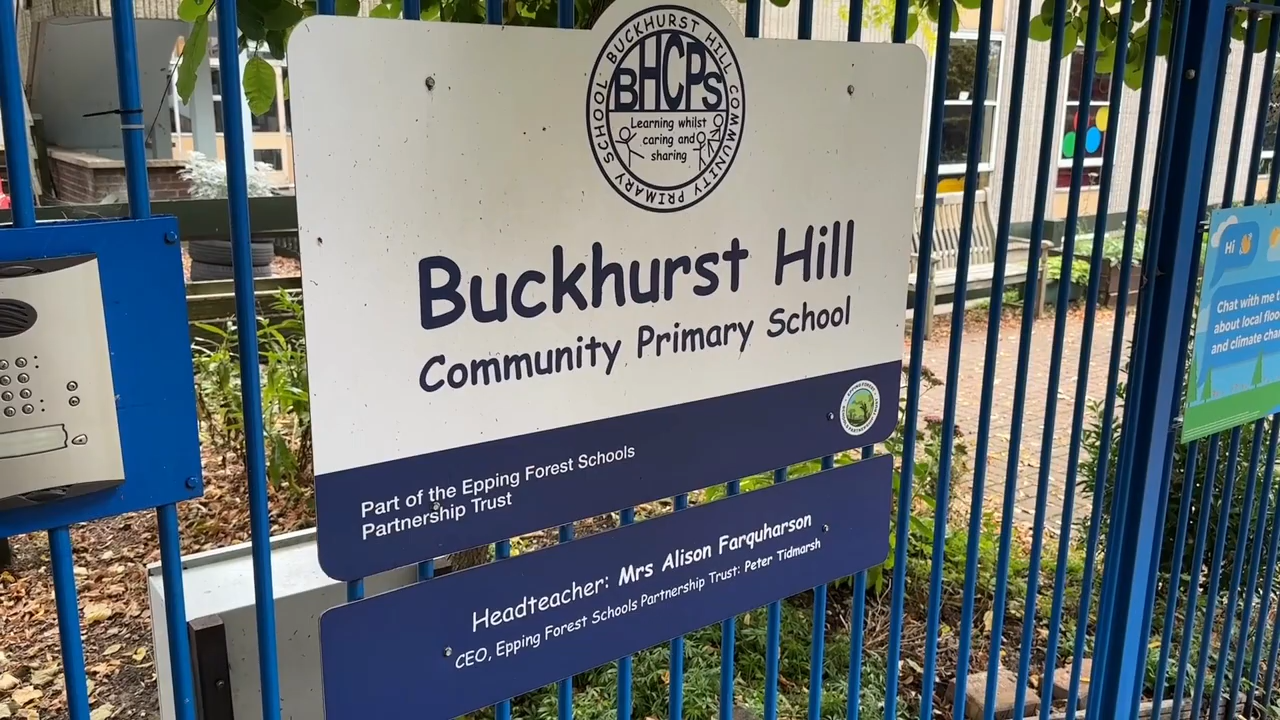 BUCKHURST HILL COMMUNITY PRIMARY SCHOOL
BHCPS
Learning whilst
caring and
sharing
Buckhurst Hill
Community Primary School
Part of the Epping Forest Schools
Partnership Trust
Headteacher: Mrs Alison Farquharson
CEO, Epping Forest Schools Partnership Trust: Peter Tidmarsh
Hi
Chat with me
about local
and climate